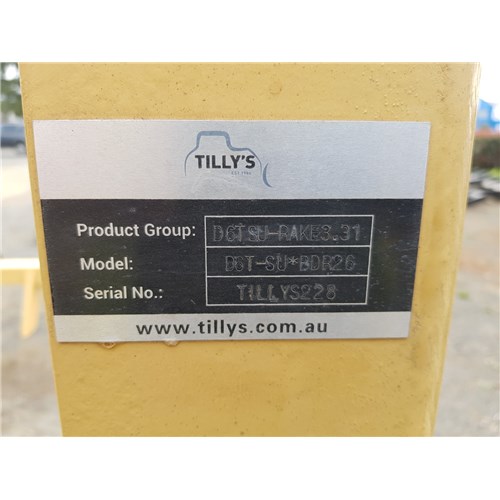 TILLY'S
Product Group: DGTSU-RAKE3.31
Model: DGT-SU*BDR26
Serial No.: TILLYS228
www.tillys.com.au